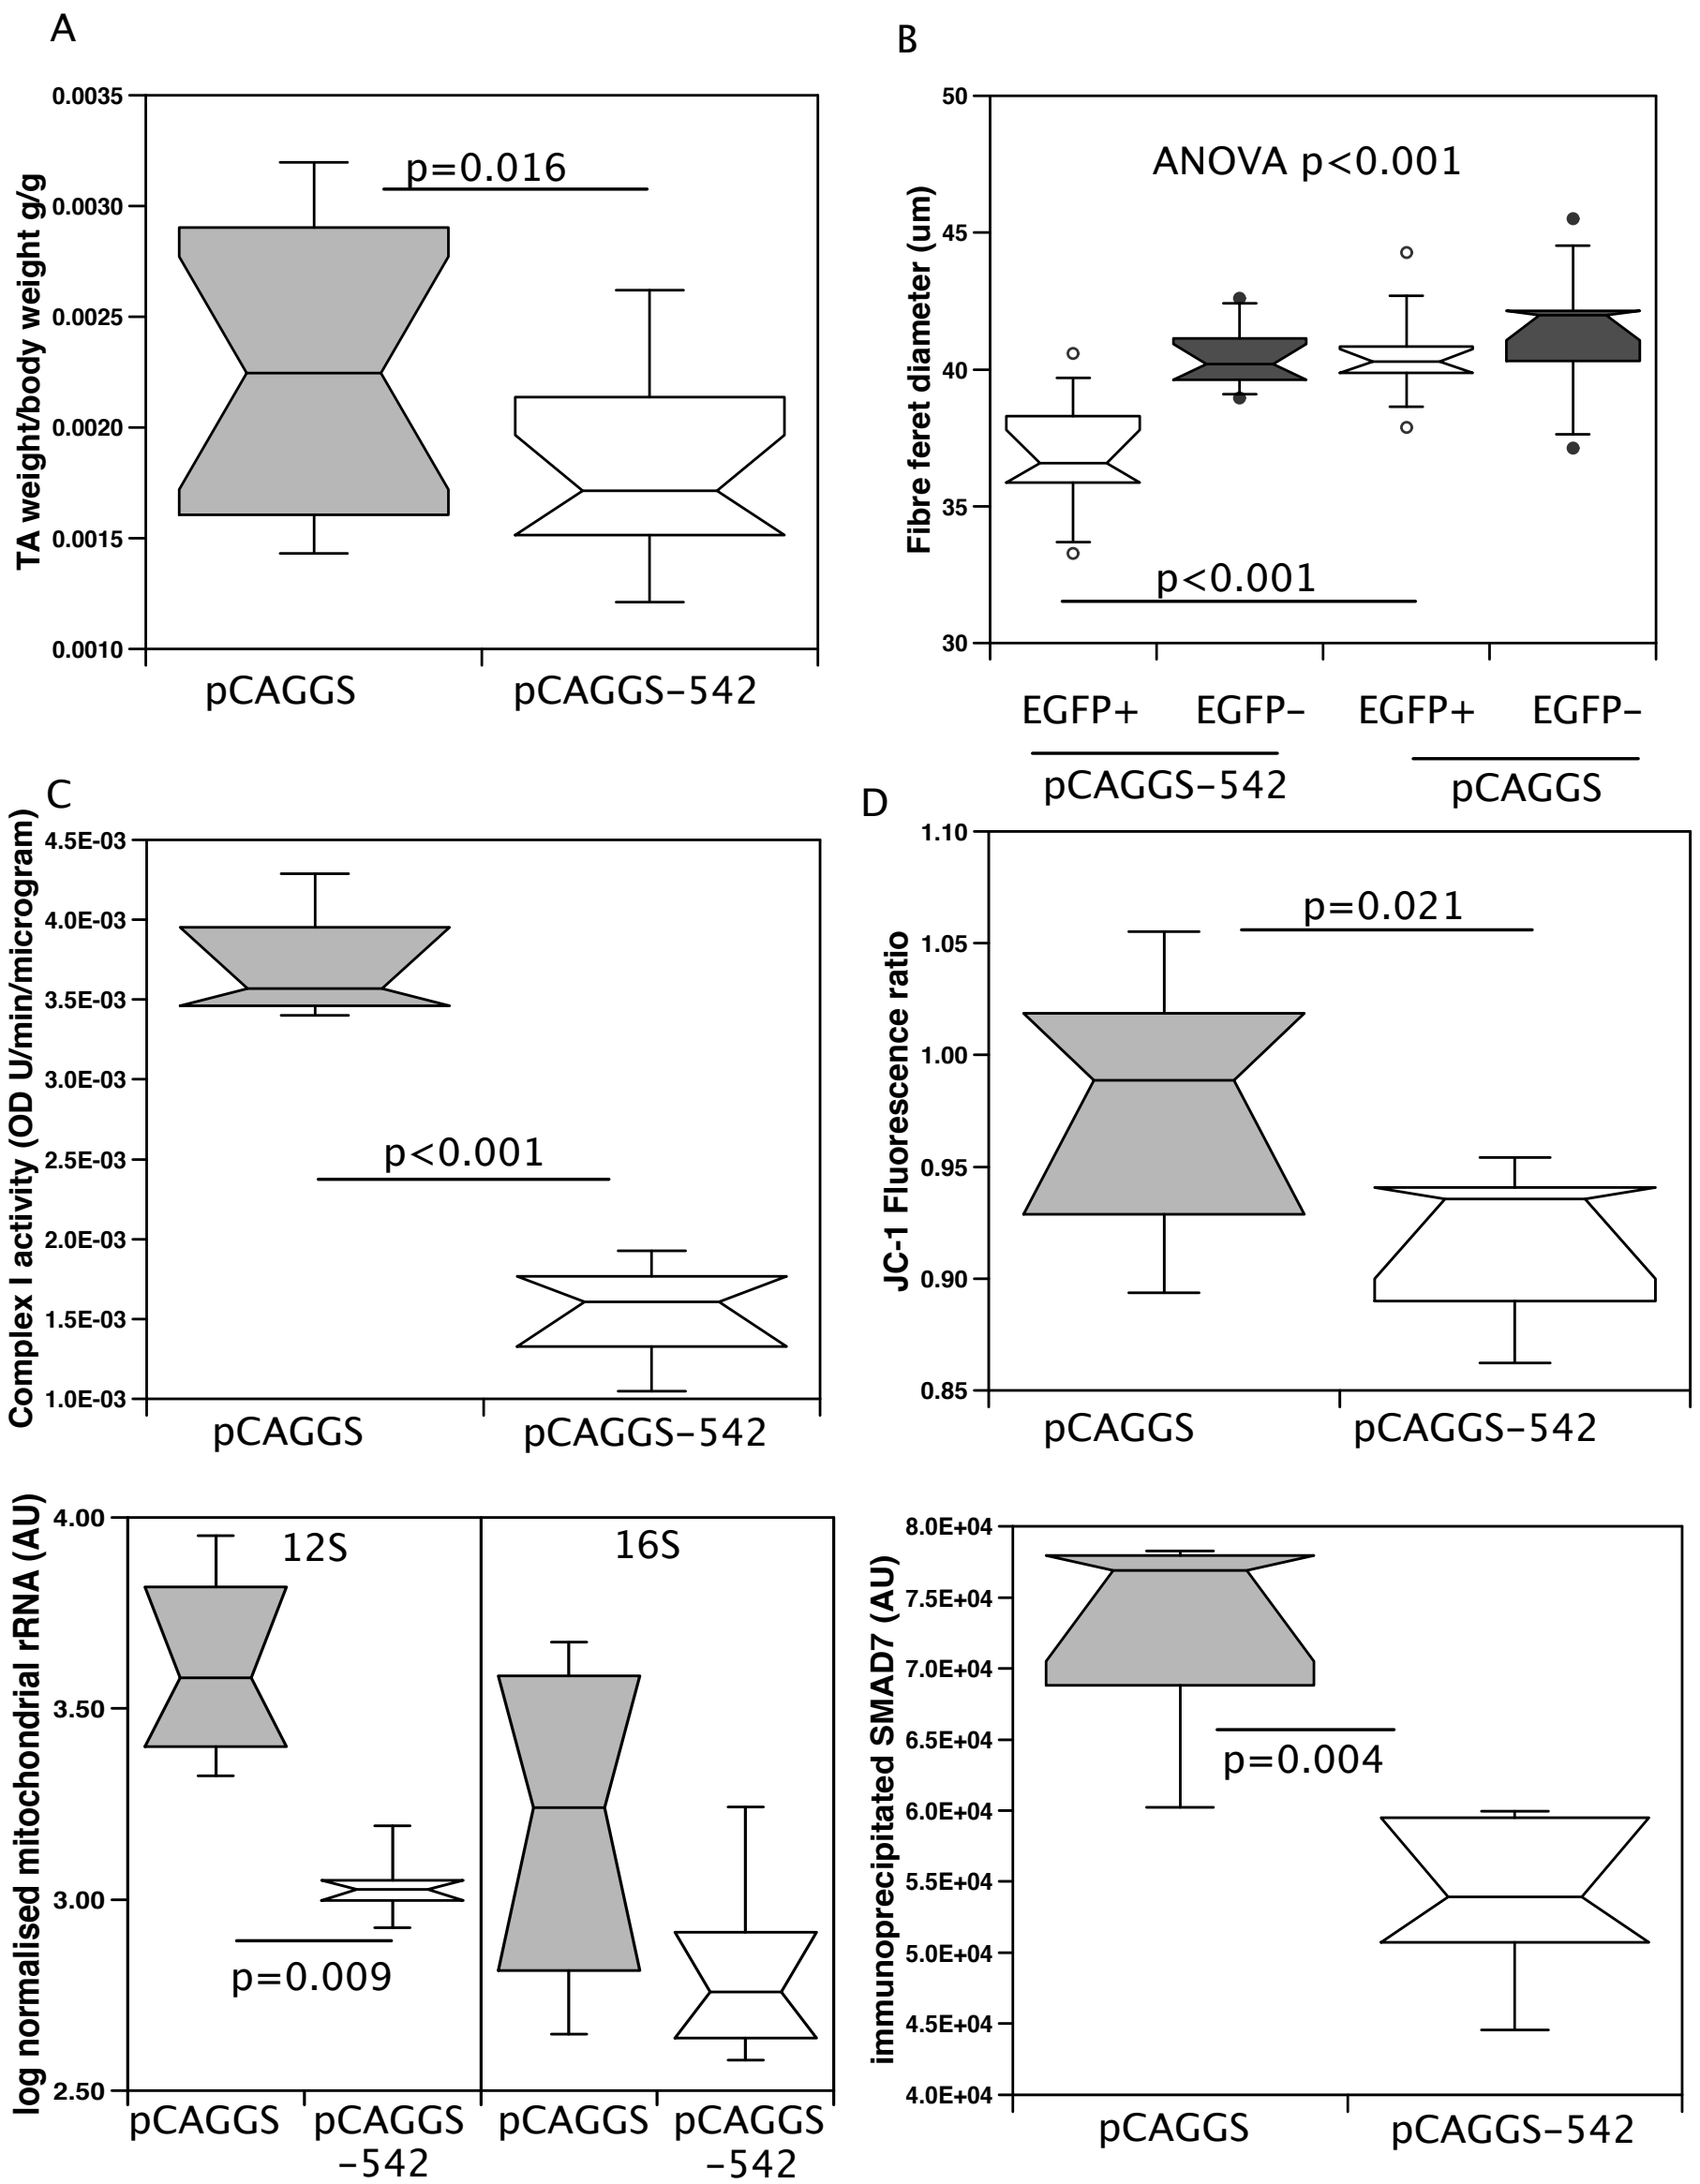 A
TA weight/body weight g/g
0.0035
0.0030
0.0025
0.0020
0.0015
0.0010
p=0.016
pCAGGS
pCAGGS-542
B
Fibre feret diameter (um)
50
45
40
35
30
ANOVA p<0.001
p<0.001
EGFP+
EGFP-
EGFP+
EGFP-
pCAGGS-542
pCAGGS
C
Complex I activity (OD U/min/microgram)
4.5E-03
4.0E-03
3.5E-03
3.0E-03
2.5E-03
2.0E-03
1.5E-03
1.0E-03
p<0.001
pCAGGS
pCAGGS-542
D
JC-1 Fluorescence ratio
1.10
1.05
1.00
0.95
0.90
0.85
p=0.021
pCAGGS
pCAGGS-542
log normalised mitochondrial rRNA (AU)
4.00
3.50
3.00
2.50
12S
16S
p=0.009
pCAGGS
pCAGGS
-542
pCAGGS
pCAGGS
-542
immunoprecipitated SMAD7 (AU)
8.0E+04
7.5E+04
7.0E+04
6.5E+04
6.0E+04
5.5E+04
5.0E+04
4.5E+04
4.0E+04
p=0.004
pCAGGS
pCAGGS-542